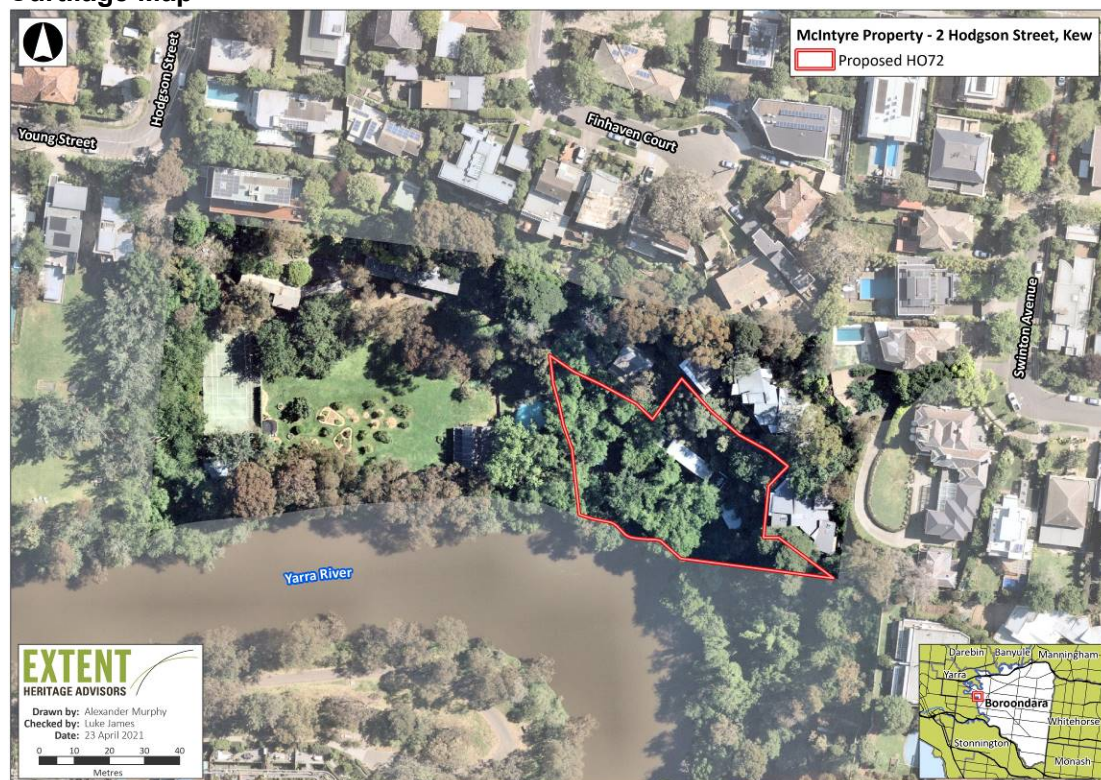 McIntyre Property - 2 Hodgson Street, Kew
Proposed HO72
Hodgson Street
Young Street
Finhaven Court
Swinton Avenue
Yarra River
EXTENT
HERITAGE ADVISORS
Drawn by: Alexander Murphy
Checked by: Luke James
Date: 23 April 2021
0 10 20 30 40
Metres
Darebin Banyule Manningham
Yarra
Boroondara
Whitehorse
Stonnington
Monash